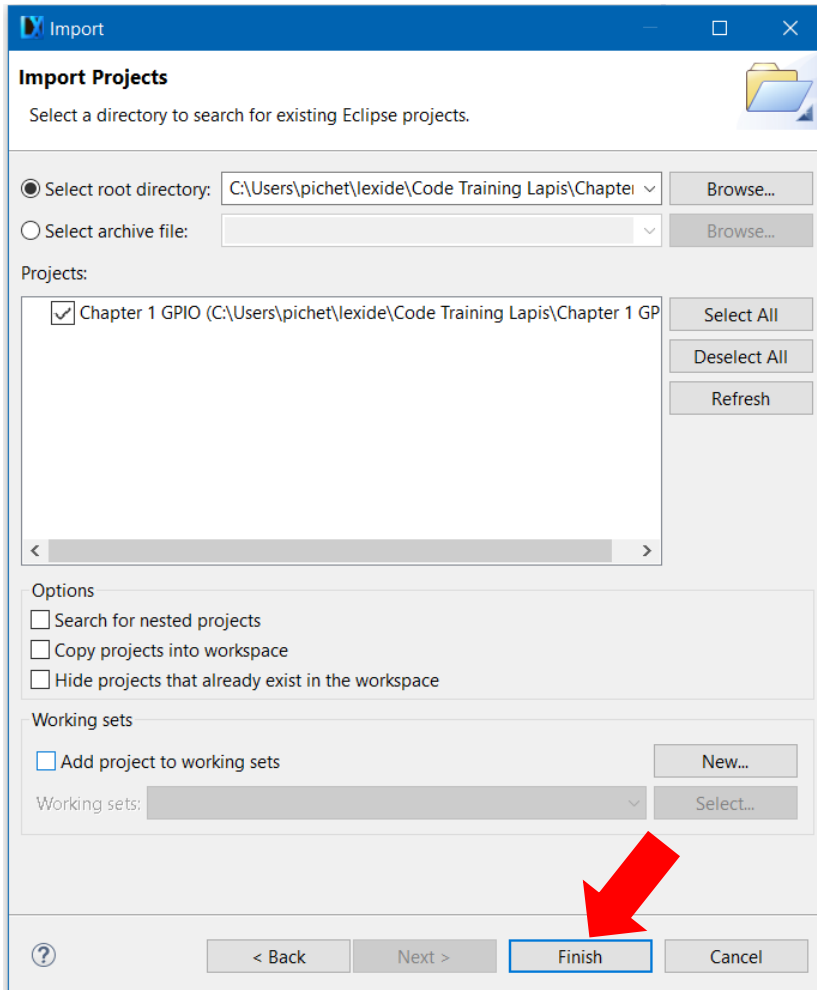 Import
Import Projects
Select a directory to search for existing Eclipse projects.
Select root directory: C:\Users\pichet\lexide\Code Training Lapis\Chapter Browse...
Select archive file: Browse...
Projects:
Chapter 1 GPIO (C:\Users\pichet\lexide\Code Training Lapis\Chapter 1 GP
Select All
Deselect All
Refresh
Options
Search for nested projects
Copy projects into workspace
Hide projects that already exist in the workspace
Working sets
Add project to working sets New...
Working sets: Select...
? < Back Next > Finish Cancel